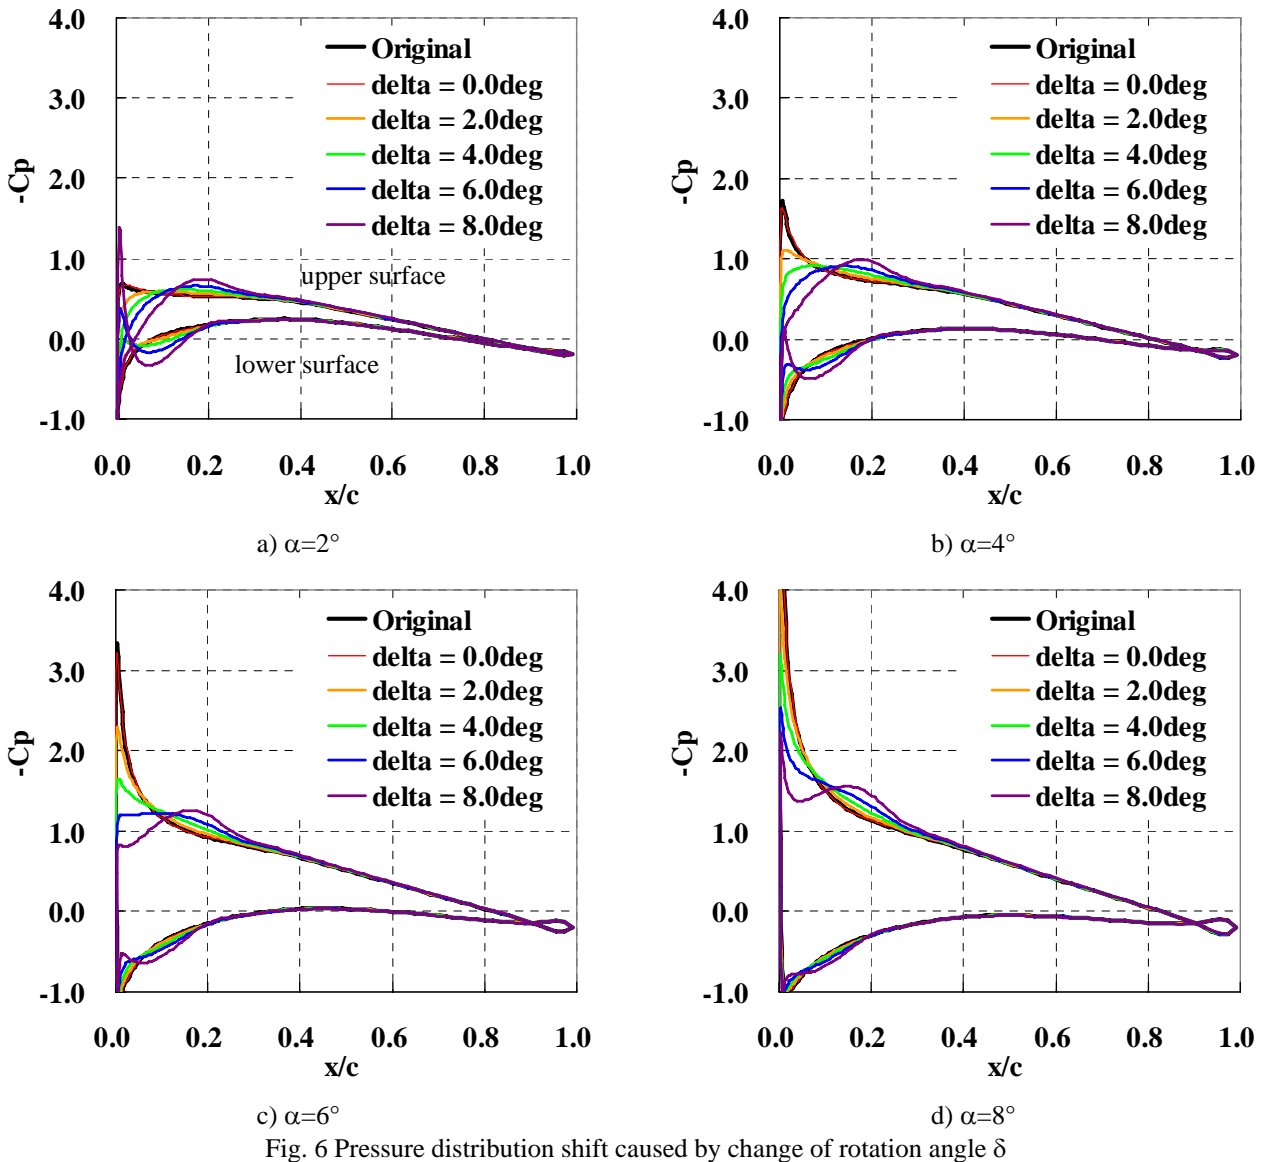 4.0
3.0
2.0
1.0
0.0
-1.0
-Cp
Original
delta = 0.0deg
delta = 2.0deg
delta = 4.0deg
delta = 6.0deg
delta = 8.0deg
upper surface
lower surface
0.0 0.2 0.4 0.6 0.8 1.0
x/c
a) α=2°
4.0
3.0
2.0
1.0
0.0
-1.0
-Cp
Original
delta = 0.0deg
delta = 2.0deg
delta = 4.0deg
delta = 6.0deg
delta = 8.0deg
0.0 0.2 0.4 0.6 0.8 1.0
x/c
b) α=4°
4.0
3.0
2.0
1.0
0.0
-1.0
-Cp
Original
delta = 0.0deg
delta = 2.0deg
delta = 4.0deg
delta = 6.0deg
delta = 8.0deg
0.0 0.2 0.4 0.6 0.8 1.0
x/c
c) α=6°
4.0
3.0
2.0
1.0
0.0
-1.0
-Cp
Original
delta = 0.0deg
delta = 2.0deg
delta = 4.0deg
delta = 6.0deg
delta = 8.0deg
0.0 0.2 0.4 0.6 0.8 1.0
x/c
d) α=8°
Fig. 6 Pressure distribution shift caused by change of rotation angle δ